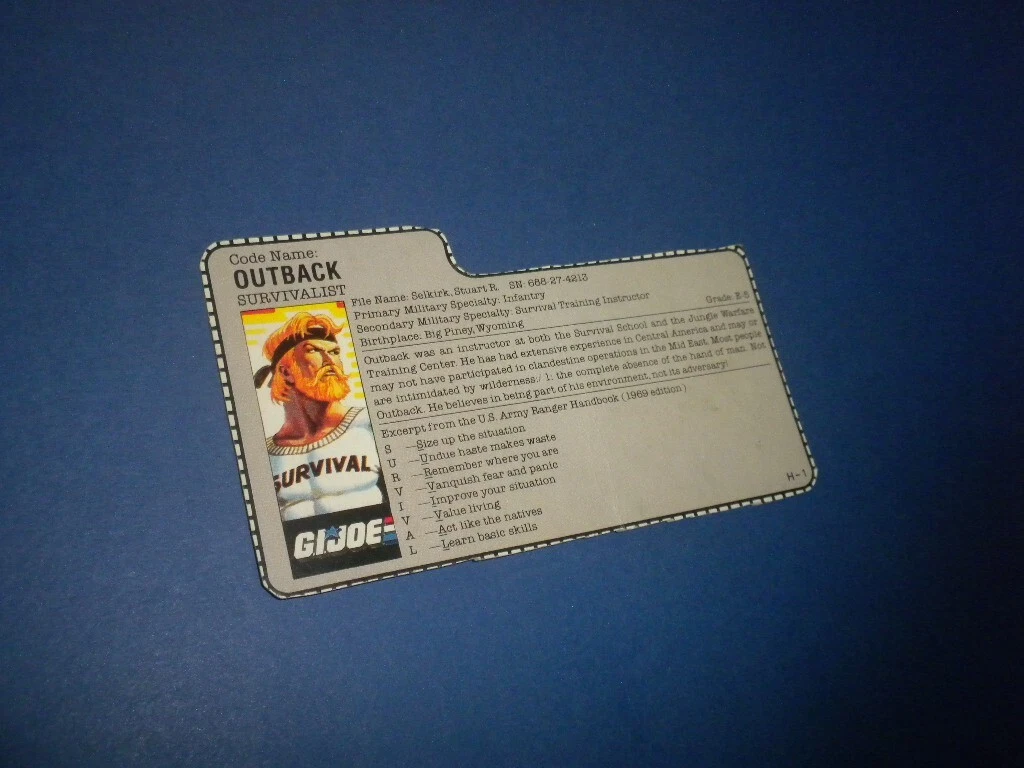 Code Name:
OUTBACK
SURVIVALIST
File Name: Selkirk, Stuart R. SN: 688-27-4213
Primary Military Specialty: Infantry
Secondary Military Specialty: Survival Training Instructor
Birthplace: Big Piney, Wyoming Grade: E-5
Outback was an instructor at both the Survival School and the Jungle Warfare
Training Center. He has had extensive experience in Central America and may or
may not have participated in clandestine operations in the Mid East. Most people
are intimidated by wilderness:/ 1. the complete absence of the hand of man. Not
Outback. He believes in being part of his environment, not its adversary!
Excerpt from the U.S. Army Ranger Handbook (1969 edition)
S —Size up the situation
U —Undue haste makes waste
R —Remember where you are
V —Vanquish fear and panic
I —Improve your situation
V —Value living
A —Act like the natives
L —Learn basic skills
SURVIVAL
G.I. JOE
H-1